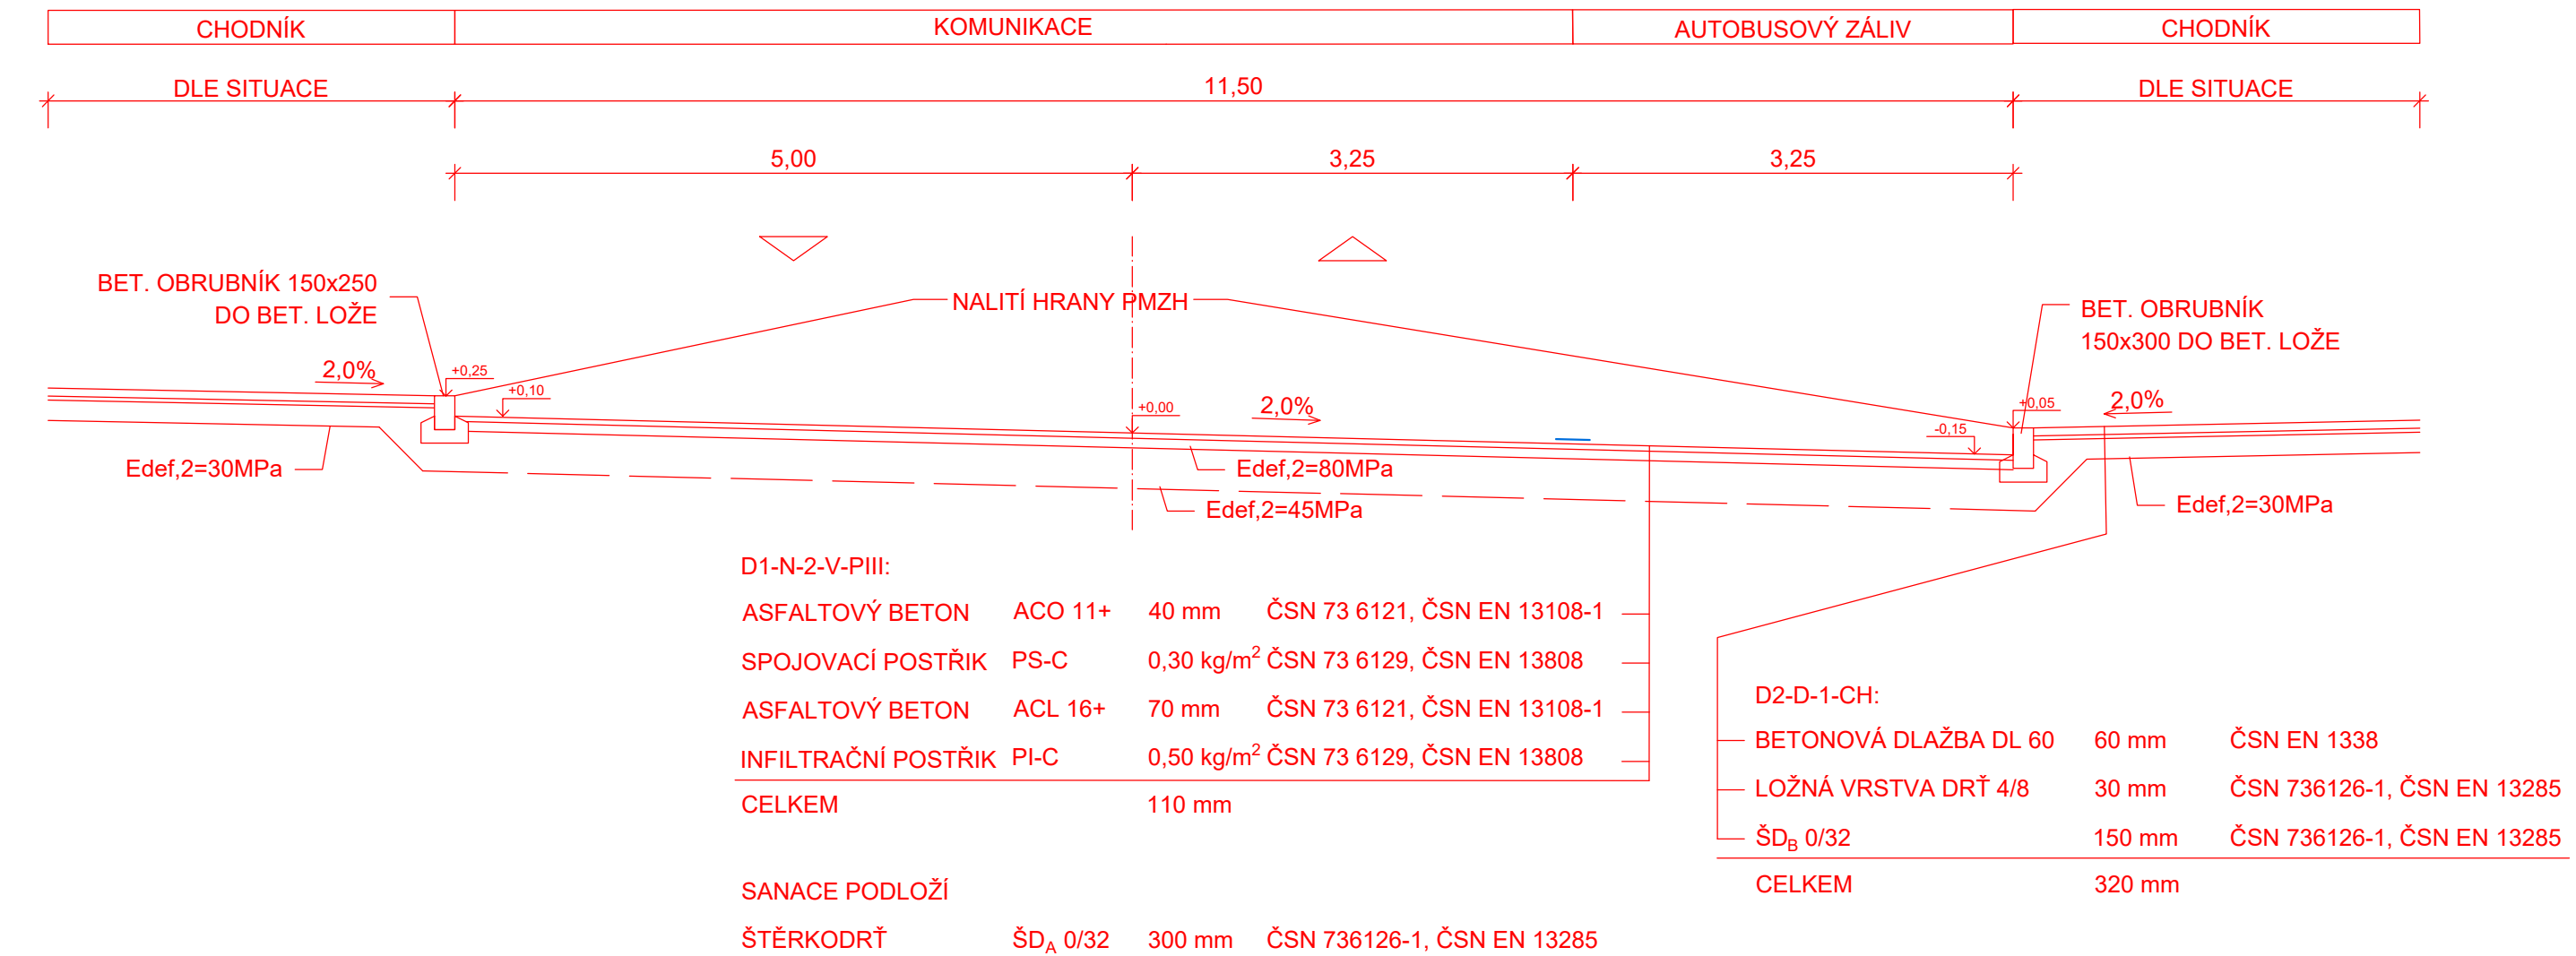 CHODNÍK KOMUNIKACE AUTOBUSOVÝ ZÁLIV CHODNÍK
DLE SITUACE 11,50 DLE SITUACE
5,00 3,25 3,25
BET. OBRUBNÍK 150x250
DO BET. LOŽE
NALITÍ HRANY PMZH
BET. OBRUBNÍK
150x300 DO BET. LOŽE
2,0% +0,25 +0,10 +0,00 2,0% -0,15 +0,05 2,0%
Edef,2=30MPa Edef,2=80MPa
Edef,2=45MPa Edef,2=30MPa
D1-N-2-V-PIII:
ASFALTOVÝ BETON ACO 11+ 40 mm ČSN 73 6121, ČSN EN 13108-1
SPOJOVACÍ POSTŘIK PS-C 0,30 kg/m² ČSN 73 6129, ČSN EN 13808
ASFALTOVÝ BETON ACL 16+ 70 mm ČSN 73 6121, ČSN EN 13108-1
INFILTRAČNÍ POSTŘIK PI-C 0,50 kg/m² ČSN 73 6129, ČSN EN 13808
CELKEM 110 mm
SANACE PODLOŽÍ
ŠTĚRKODRŤ ŠDA 0/32 300 mm ČSN 736126-1, ČSN EN 13285
D2-D-1-CH:
BETONOVÁ DLAŽBA DL 60 60 mm ČSN EN 1338
LOŽNÁ VRSTVA DRŤ 4/8 30 mm ČSN 736126-1, ČSN EN 13285
ŠDB 0/32 150 mm ČSN 736126-1, ČSN EN 13285
CELKEM 320 mm